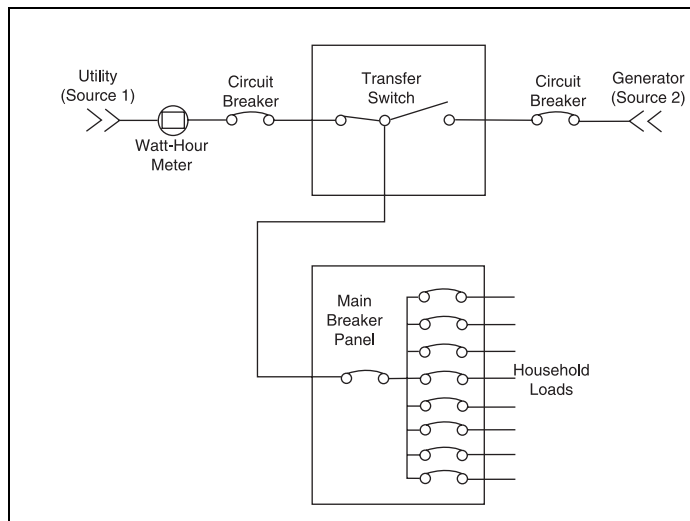 Utility
(Source 1)
Watt-Hour
Meter
Circuit
Breaker
Transfer
Switch
Circuit
Breaker
Generator
(Source 2)
Main
Breaker
Panel
Household
Loads